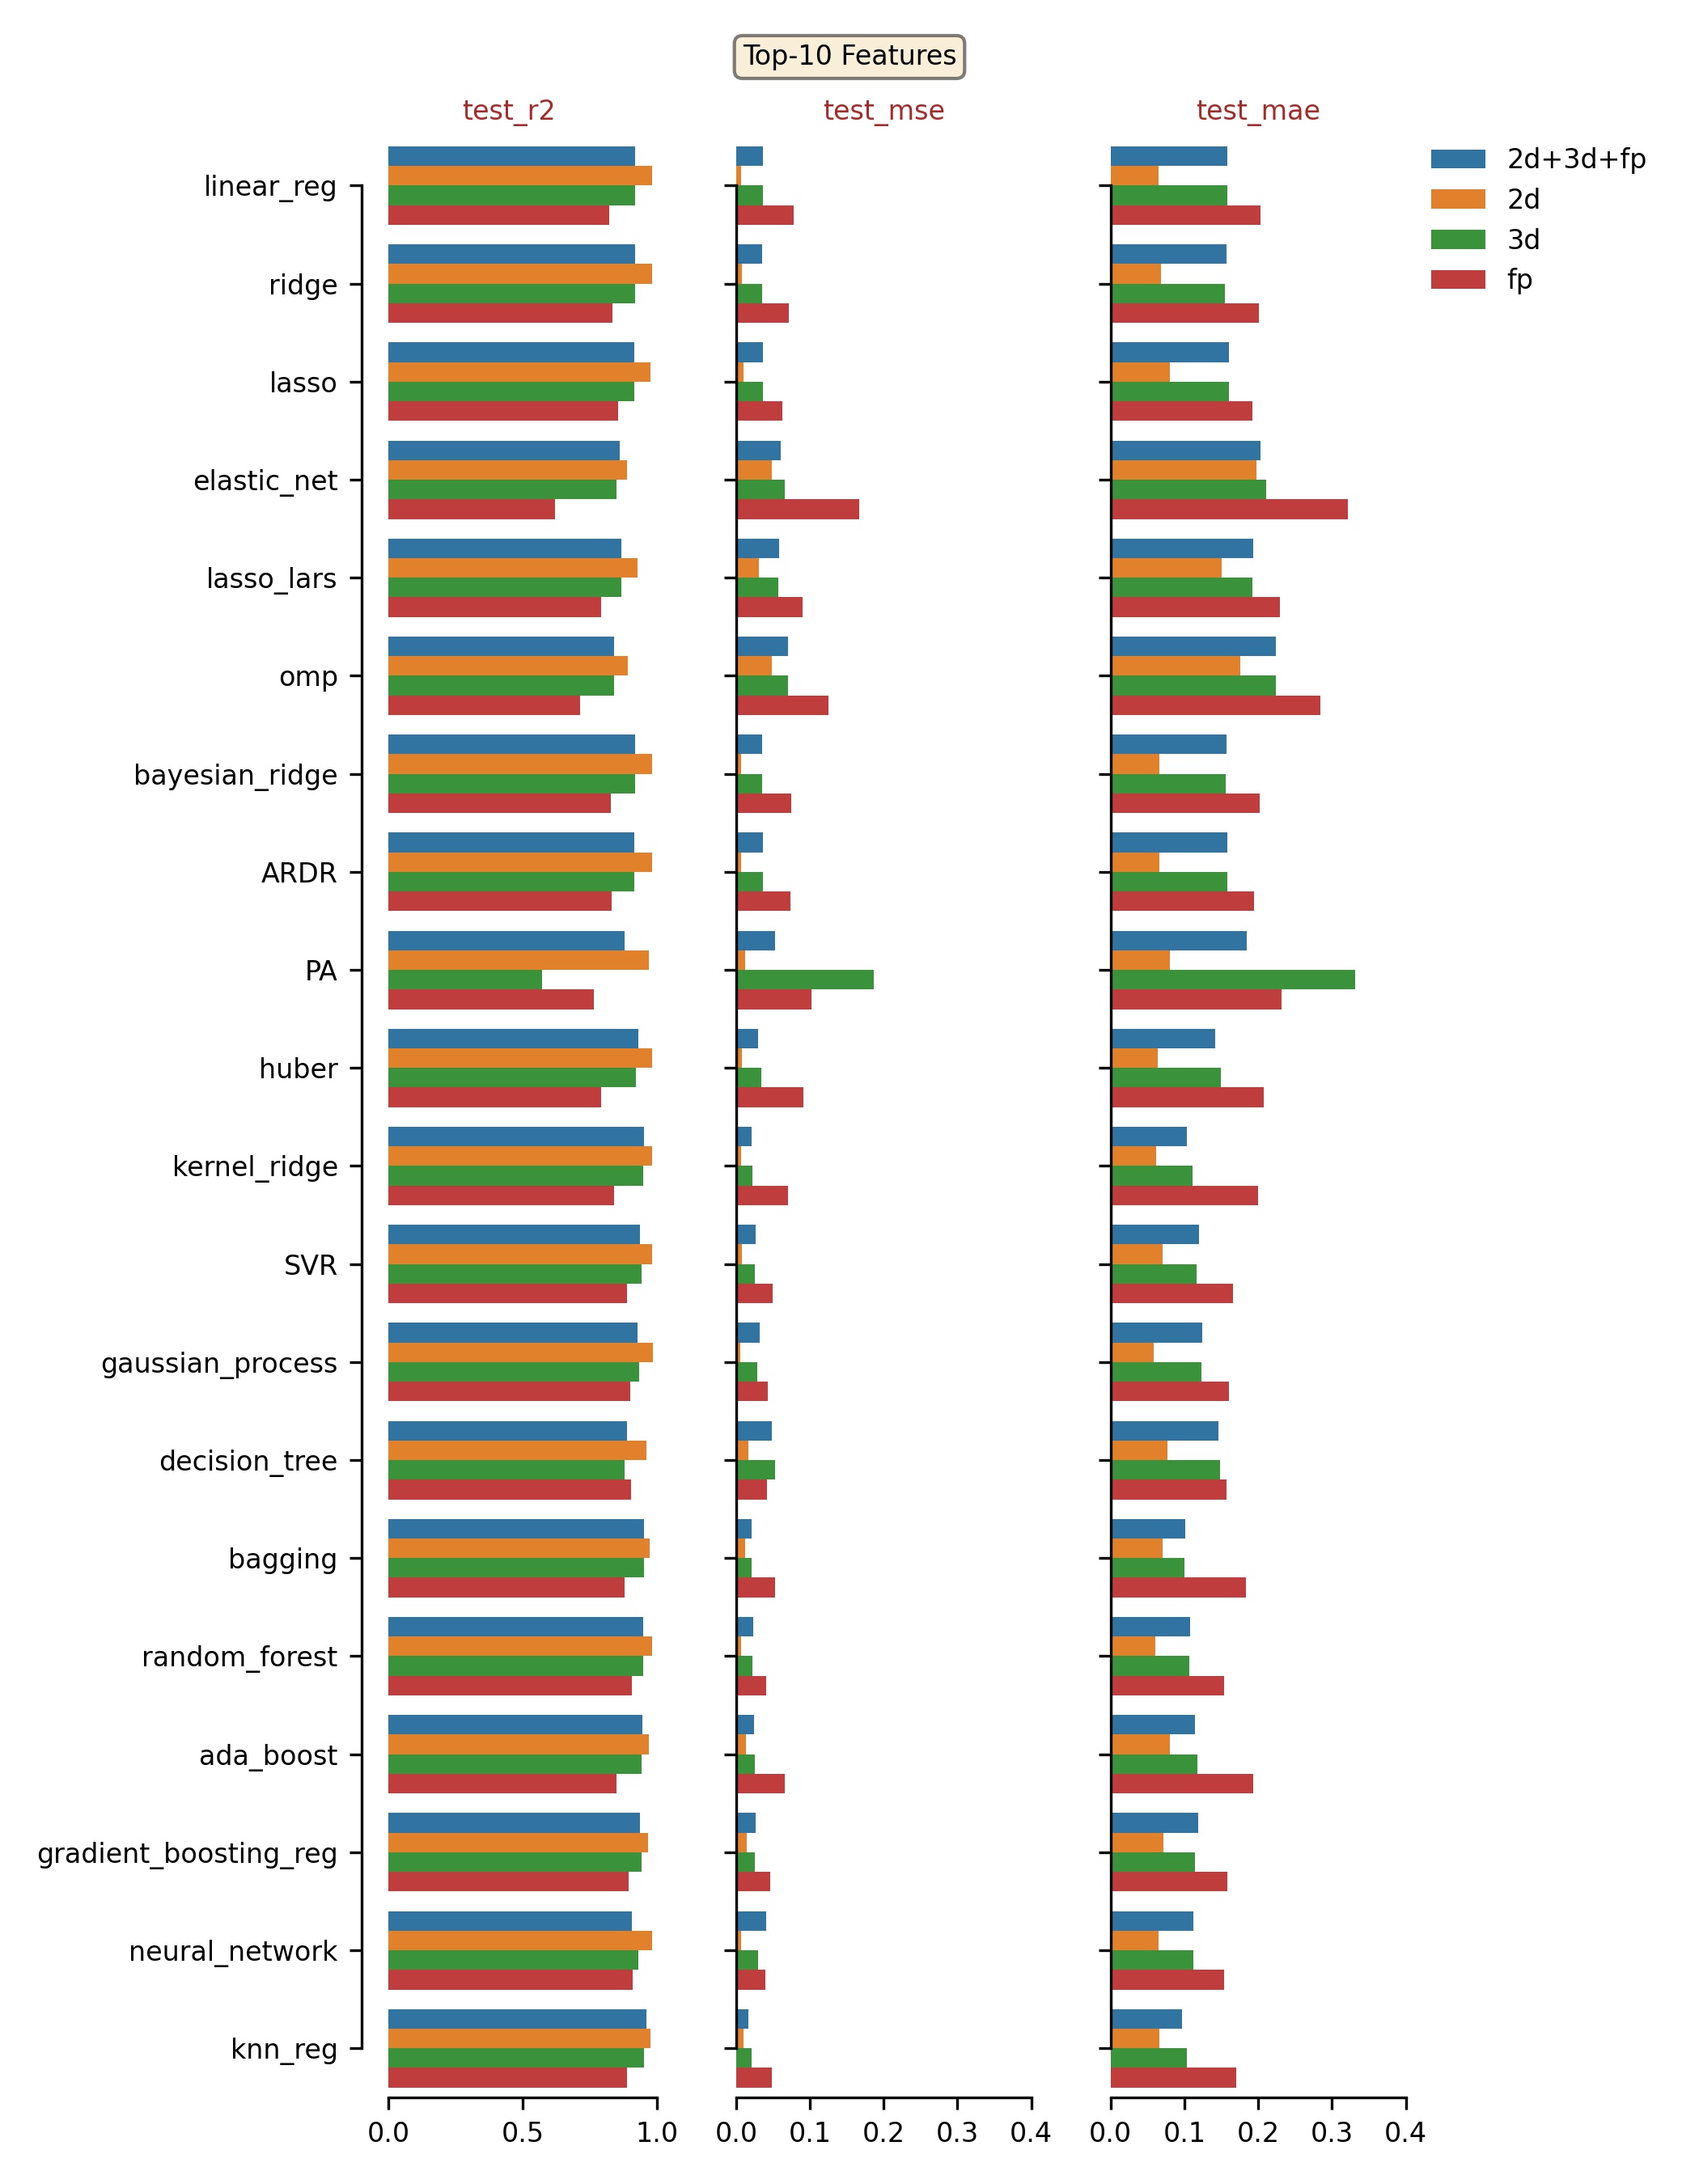 Top-10 Features
test_r2 test_mse test_mae
2d+3d+fp
2d
3d
fp
linear_reg
ridge
lasso
elastic_net
lasso_lars
omp
bayesian_ridge
ARDR
PA
huber
kernel_ridge
SVR
gaussian_process
decision_tree
bagging
random_forest
ada_boost
gradient_boosting_reg
neural_network
knn_reg
0.0 0.5 1.0 0.0 0.1 0.2 0.3 0.4 0.0 0.1 0.2 0.3 0.4